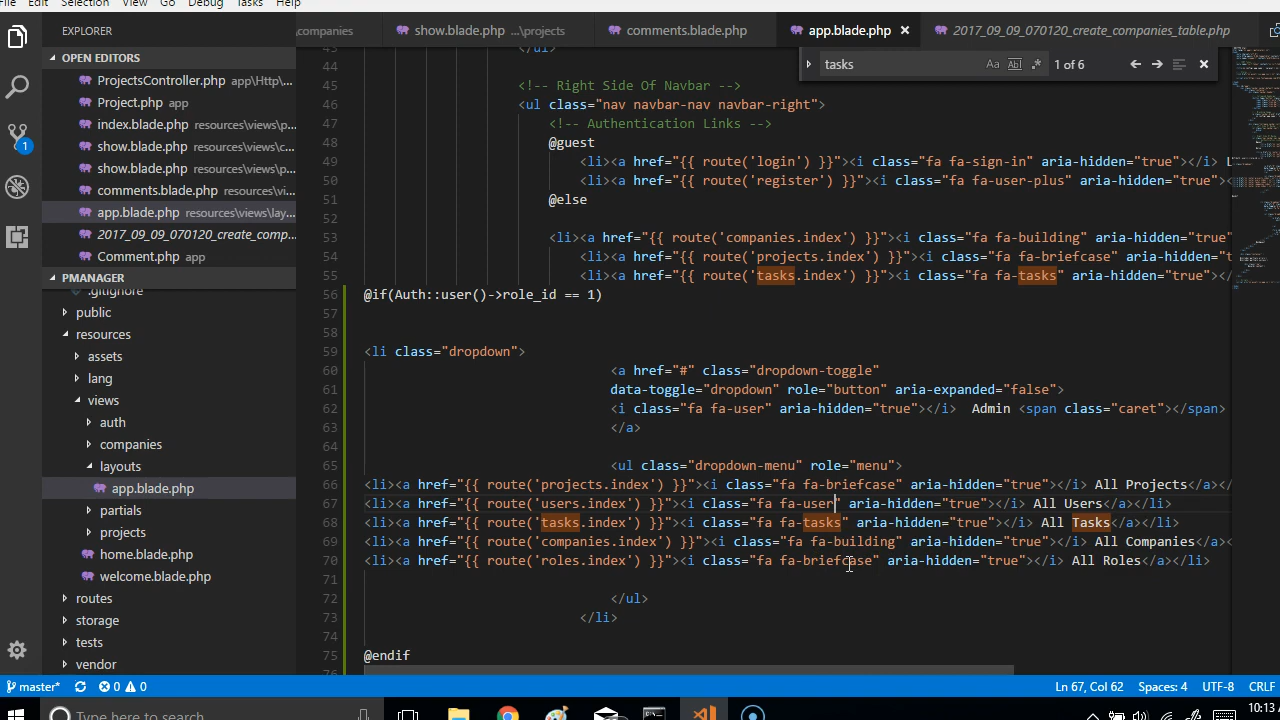 File Edit Selection View Go Debug Tasks Help
EXPLORER
companies
show.blade.php ...\projects
comments.blade.php
app.blade.php
2017_09_09_070120_create_companies_table.php
OPEN EDITORS
ProjectsController.php app\Http\...
Project.php app
index.blade.php resources\views\p...
show.blade.php resources\views\c...
show.blade.php resources\views\p...
comments.blade.php resources\vi...
app.blade.php resources\views\lay...
2017_09_09_070120_create_comp...
Comment.php app
PMANAGER
.gitignore
public
resources
assets
lang
views
auth
companies
layouts
app.blade.php
partials
projects
home.blade.php
welcome.blade.php
routes
storage
tests
vendor
tasks
Aa Abl .* 1 of 6
43 </ul>
44
45 <!-- Right Side Of Navbar -->
46 <ul class="nav navbar-nav navbar-right">
47 <!-- Authentication Links -->
48 @guest
49 <li><a href="{{ route('login') }}"><i class="fa fa-sign-in" aria-hidden="true"></i> L
50 <li><a href="{{ route('register') }}"><i class="fa fa-user-plus" aria-hidden="true"><
51 @else
52
53 <li><a href="{{ route('companies.index') }}"><i class="fa fa-building" aria-hidden="true"
54 <li><a href="{{ route('projects.index') }}"><i class="fa fa-briefcase" aria-hidden="t
55 <li><a href="{{ route('tasks.index') }}"><i class="fa fa-tasks" aria-hidden="true"></
56 @if(Auth::user()->role_id == 1)
57
58
59 <li class="dropdown">
60 <a href="#" class="dropdown-toggle"
61 data-toggle="dropdown" role="button" aria-expanded="false">
62 <i class="fa fa-user" aria-hidden="true"></i> Admin <span class="caret"></span>
63 </a>
64
65 <ul class="dropdown-menu" role="menu">
66 <li><a href="{{ route('projects.index') }}"><i class="fa fa-briefcase" aria-hidden="true"></i> All Projects</a></
67 <li><a href="{{ route('users.index') }}"><i class="fa fa-user" aria-hidden="true"></i> All Users</a></li>
68 <li><a href="{{ route('tasks.index') }}"><i class="fa fa-tasks" aria-hidden="true"></i> All Tasks</a></li>
69 <li><a href="{{ route('companies.index') }}"><i class="fa fa-building" aria-hidden="true"></i> All Companies</a><
70 <li><a href="{{ route('roles.index') }}"><i class="fa fa-briefcase" aria-hidden="true"></i> All Roles</a></li>
71
72 </ul>
73 </li>
74
75 @endif
76
1
master* 0 0
Ln 67, Col 62 Spaces: 4 UTF-8 CRLF
Type here to search
10:13